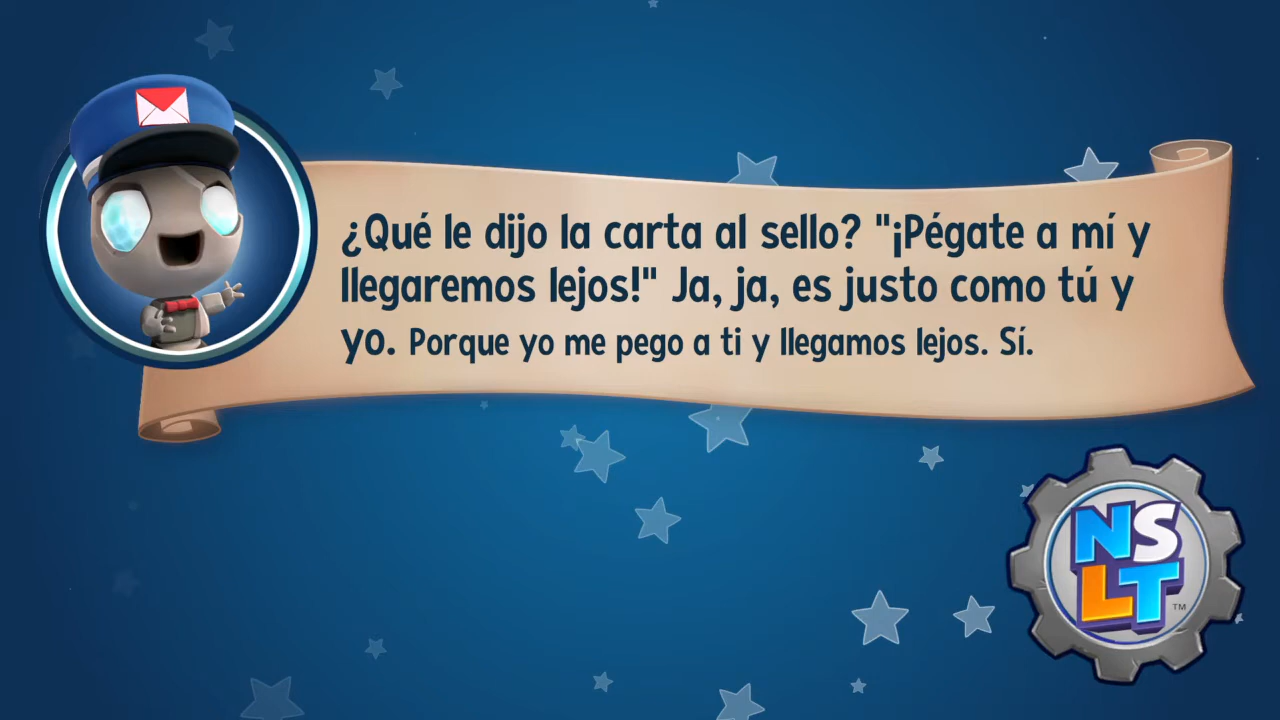 ¿Qué le dijo la carta al sello? "¡Pégate a mí y
llegaremos lejos!" Ja, ja, es justo como tú y
yo. Porque yo me pego a ti y llegamos lejos. Sí.
NS
LT
TM